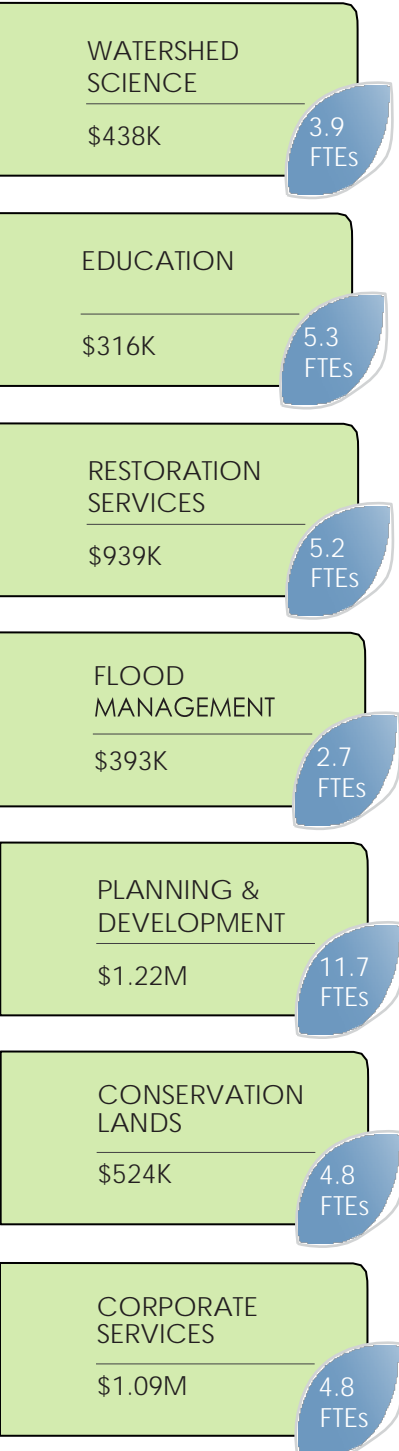 WATERSHED
SCIENCE
$438K
3.9
FTEs
EDUCATION
$316K
5.3
FTEs
RESTORATION
SERVICES
$939K
5.2
FTEs
FLOOD
MANAGEMENT
$393K
2.7
FTEs
PLANNING &
DEVELOPMENT
$1.22M
11.7
FTEs
CONSERVATION
LANDS
$524K
4.8
FTEs
CORPORATE
SERVICES
$1.09M
4.8
FTEs